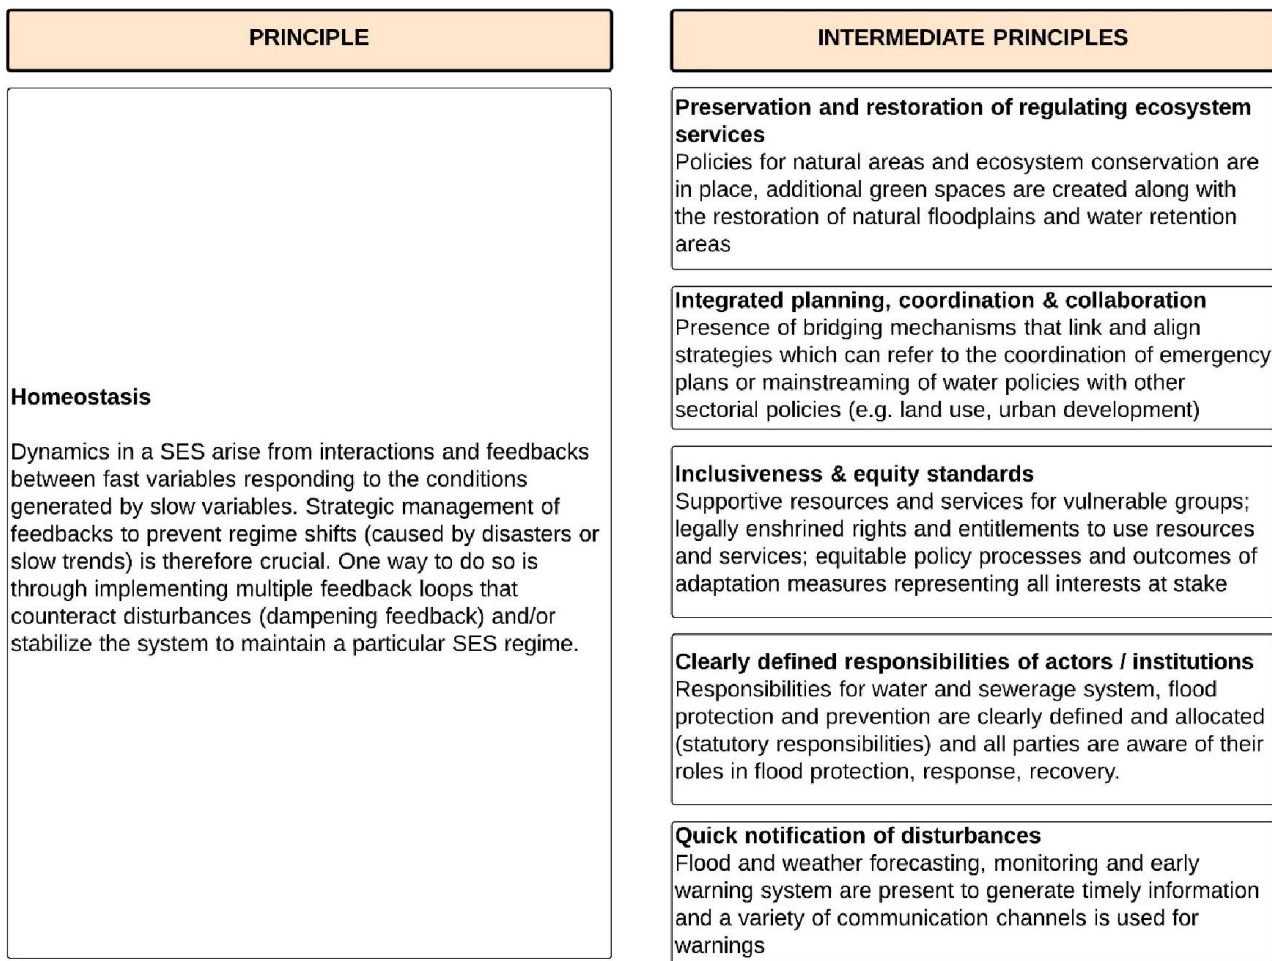 PRINCIPLE
Homeostasis
Dynamics in a SES arise from interactions and feedbacks
between fast variables responding to the conditions
generated by slow variables. Strategic management of
feedbacks to prevent regime shifts (caused by disasters or
slow trends) is therefore crucial. One way to do so is
through implementing multiple feedback loops that
counteract disturbances (dampening feedback) and/or
stabilize the system to maintain a particular SES regime.
INTERMEDIATE PRINCIPLES
Preservation and restoration of regulating ecosystem
services
Policies for natural areas and ecosystem conservation are
in place, additional green spaces are created along with
the restoration of natural floodplains and water retention
areas
Integrated planning, coordination & collaboration
Presence of bridging mechanisms that link and align
strategies which can refer to the coordination of emergency
plans or mainstreaming of water policies with other
sectorial policies (e.g. land use, urban development)
Inclusiveness & equity standards
Supportive resources and services for vulnerable groups;
legally enshrined rights and entitlements to use resources
and services; equitable policy processes and outcomes of
adaptation measures representing all interests at stake
Clearly defined responsibilities of actors / institutions
Responsibilities for water and sewerage system, flood
protection and prevention are clearly defined and allocated
(statutory responsibilities) and all parties are aware of their
roles in flood protection, response, recovery.
Quick notification of disturbances
Flood and weather forecasting, monitoring and early
warning system are present to generate timely information
and a variety of communication channels is used for
warnings